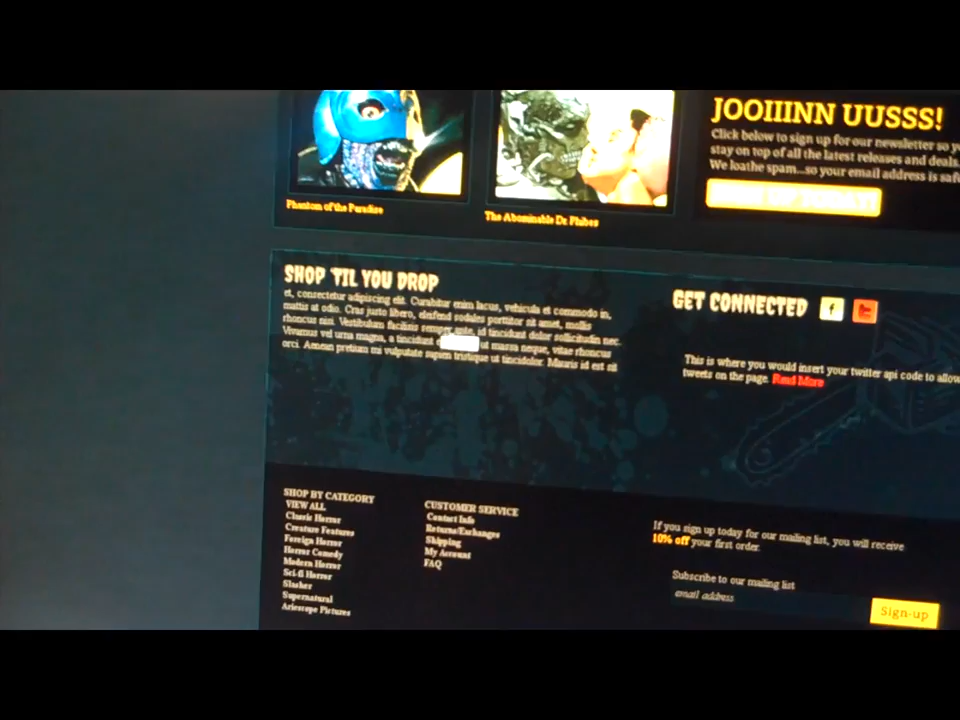 JOOIIINN UUSSS!
Click below to sign up for our newsletter so
stay on top of all the latest releases and deals.
We loathe spam...so your email address is safe
Phantom of the Paradise
The Abominable Dr. Phibes
SHOP 'TIL YOU DROP
et, consectetur adipiscing elit. Curabitur enim lacus, vehicula et commodo in,
mattis at odio. Cras justo libero, eleifend sodales porttitor sit amet, mollis
rhoncus nisi. Vestibulum facilisis semper ante, id tincidunt dolor sollicitudin nec.
Vivamus vel urna magna, a tincidunt ut massa neque, vitae rhoncus
orci. Aenean pretium mi vulputate sapien tristique ut tincidunt. Mauris id est sit
GET CONNECTED f
This is where you would insert your twitter api code to allow
tweets on the page. Read More
SHOP BY CATEGORY
VIEW ALL
Classic Horror
Creature Features
Foreign Horror
Horror Comedy
Modern Horror
Sci-fi Horror
Slasher
Supernatural
Ariescope Pictures
CUSTOMER SERVICE
Contact Info
Returns/Exchanges
Shipping
My Account
FAQ
If you sign up today for our mailing list, you will receive
10% off your first order.
Subscribe to our mailing list
email address
Sign-up